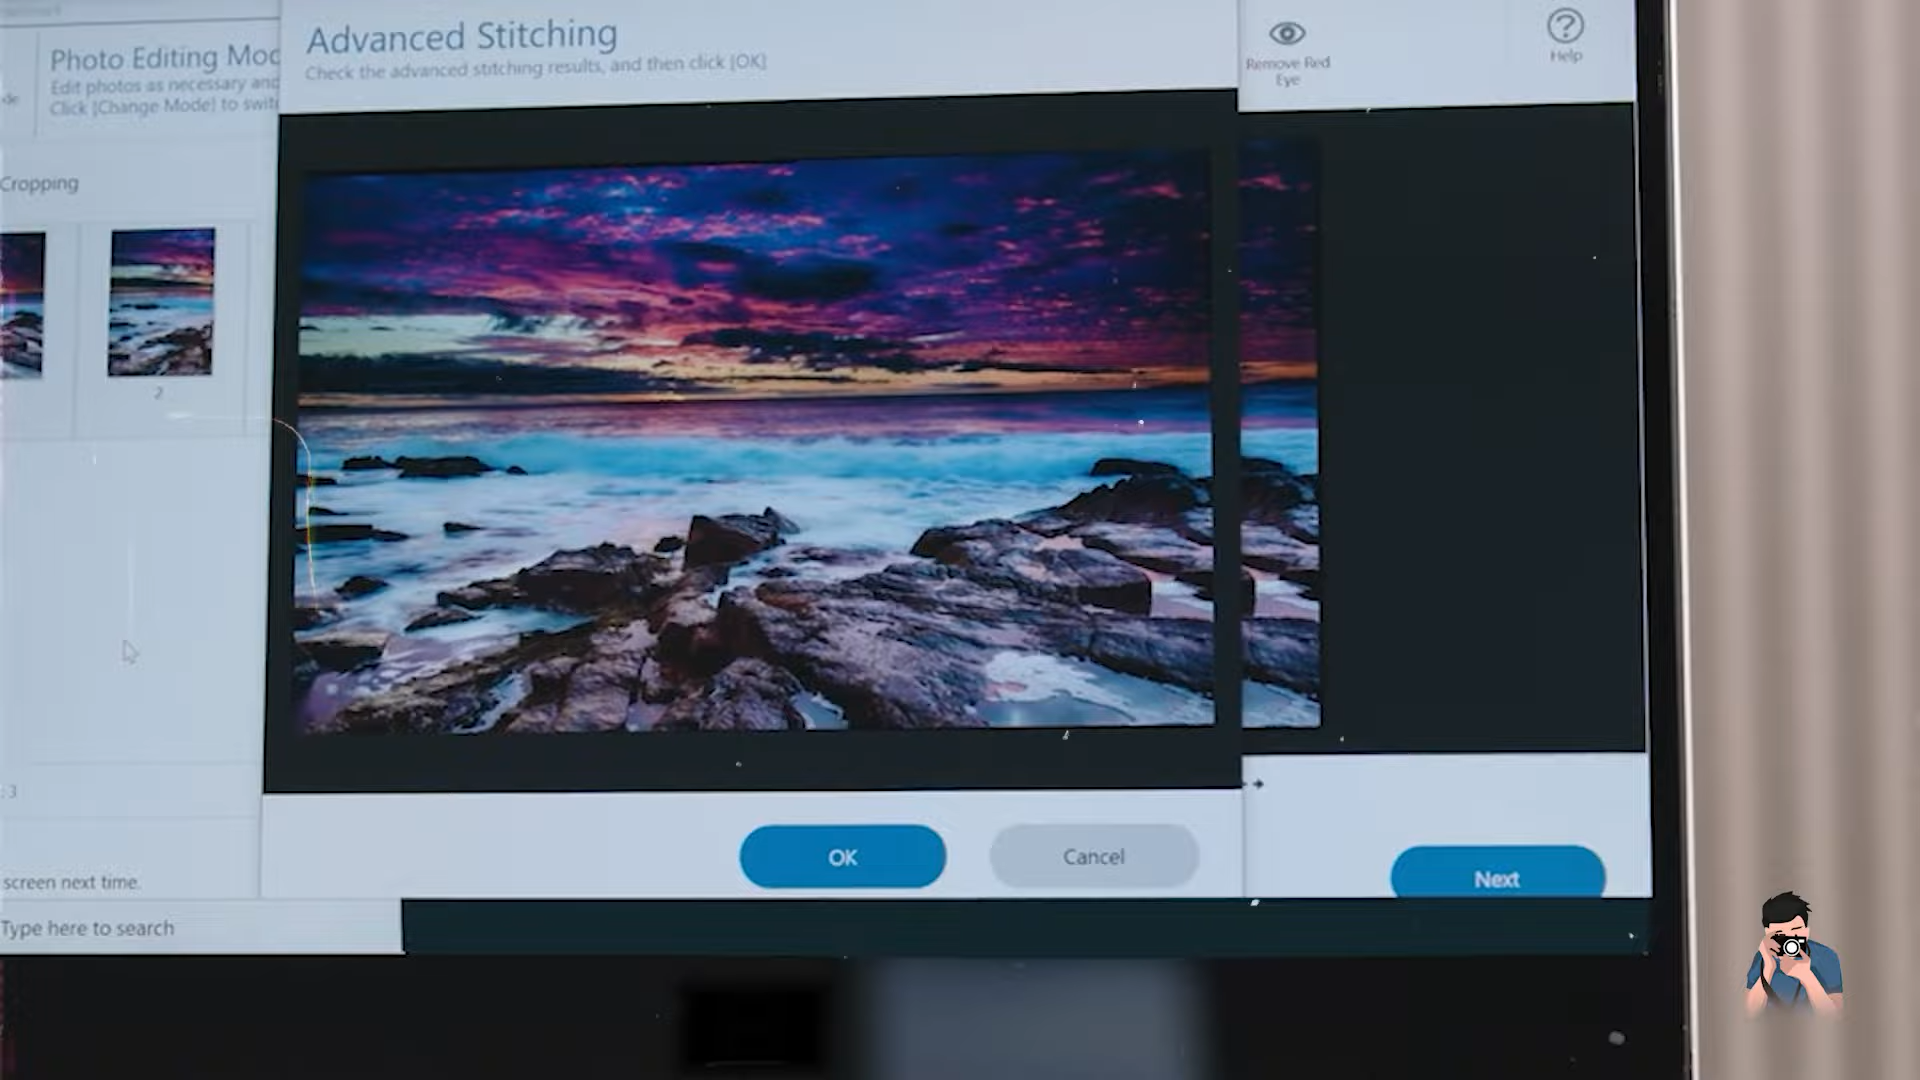 Advanced Stitching
Check the advanced stitching results, and then click [OK]
Photo Editing Mod
Edit photos as necessary and
Click [Change Mode] to swit
Remove Red
Eye
Help
Cropping
2
3
OK
Cancel
Next
screen next time.
Type here to search